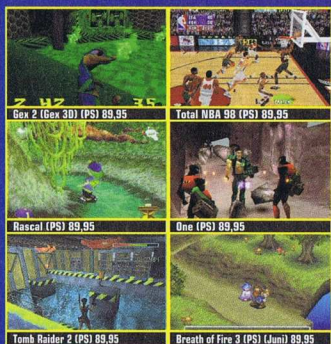 Gex 2 (Gex 3D) (PS) 89,95
Total NBA 98 (PS) 89,95
Rascal (PS) 89,95
One (PS) 89,95
Tomb Raider 2 (PS) 89,95
Breath of Fire 3 (PS) (Juni) 89,95